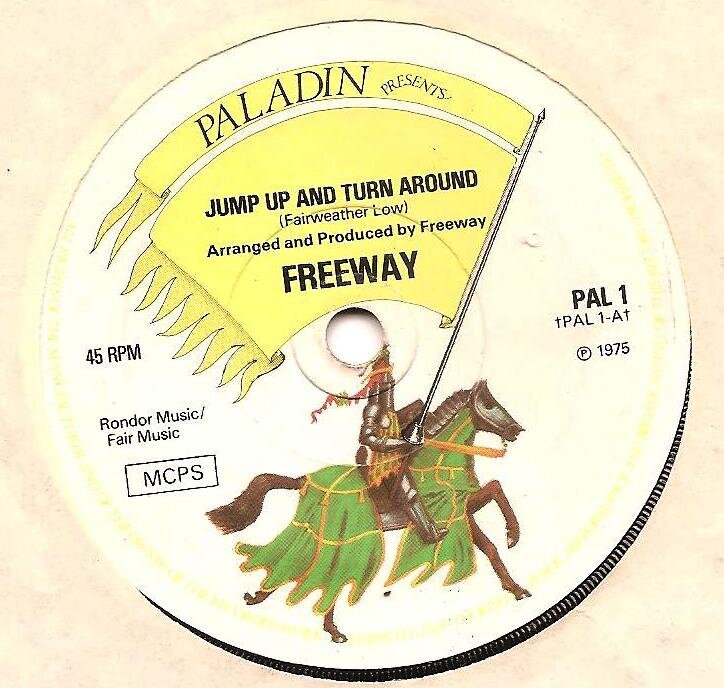 PALADIN PRESENTS..
JUMP UP AND TURN AROUND
(Fairweather Low)
Arranged and Produced by Freeway
FREEWAY
PAL 1
†PAL 1-A†
℗ 1975
45 RPM
Rondor Music/
Fair Music
MCPS